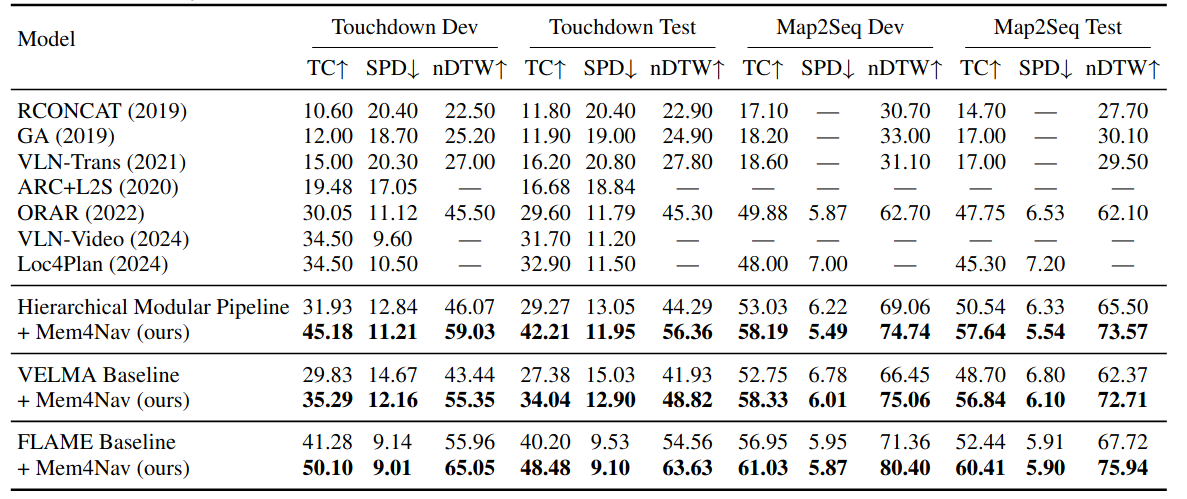 Model Touchdown Dev Touchdown Test Map2Seq Dev Map2Seq Test
TC↑ SPD↓ nDTW↑ TC↑ SPD↓ nDTW↑ TC↑ SPD↓ nDTW↑ TC↑ SPD↓ nDTW↑
RCONCAT (2019) 10.60 20.40 22.50 11.80 20.40 22.90 17.10 — 30.70 14.70 — 27.70
GA (2019) 12.00 18.70 25.20 11.90 19.00 24.90 18.20 — 33.00 17.00 — 30.10
VLN-Trans (2021) 15.00 20.30 27.00 16.20 20.80 27.80 18.60 — 31.10 17.00 — 29.50
ARC+L2S (2020) 19.48 17.05 — 16.68 18.84 — — — — — — —
ORAR (2022) 30.05 11.12 45.50 29.60 11.79 45.30 49.88 5.87 62.70 47.75 6.53 62.10
VLN-Video (2024) 34.50 9.60 — 31.70 11.20 — — — — — — —
Loc4Plan (2024) 34.50 10.50 — 32.90 11.50 — 48.00 7.00 — 45.30 7.20 —
Hierarchical Modular Pipeline 31.93 12.84 46.07 29.27 13.05 44.29 53.03 6.22 69.06 50.54 6.33 65.50
+ Mem4Nav (ours) 45.18 11.21 59.03 42.21 11.95 56.36 58.19 5.49 74.74 57.64 5.54 73.57
VELMA Baseline 29.83 14.67 43.44 27.38 15.03 41.93 52.75 6.78 66.45 48.70 6.80 62.37
+ Mem4Nav (ours) 35.29 12.16 55.35 34.04 12.90 48.82 58.33 6.01 75.06 56.84 6.10 72.71
FLAME Baseline 41.28 9.14 55.96 40.20 9.53 54.56 56.95 5.95 71.36 52.44 5.91 67.72
+ Mem4Nav (ours) 50.10 9.01 65.05 48.48 9.10 63.63 61.03 5.87 80.40 60.41 5.90 75.94